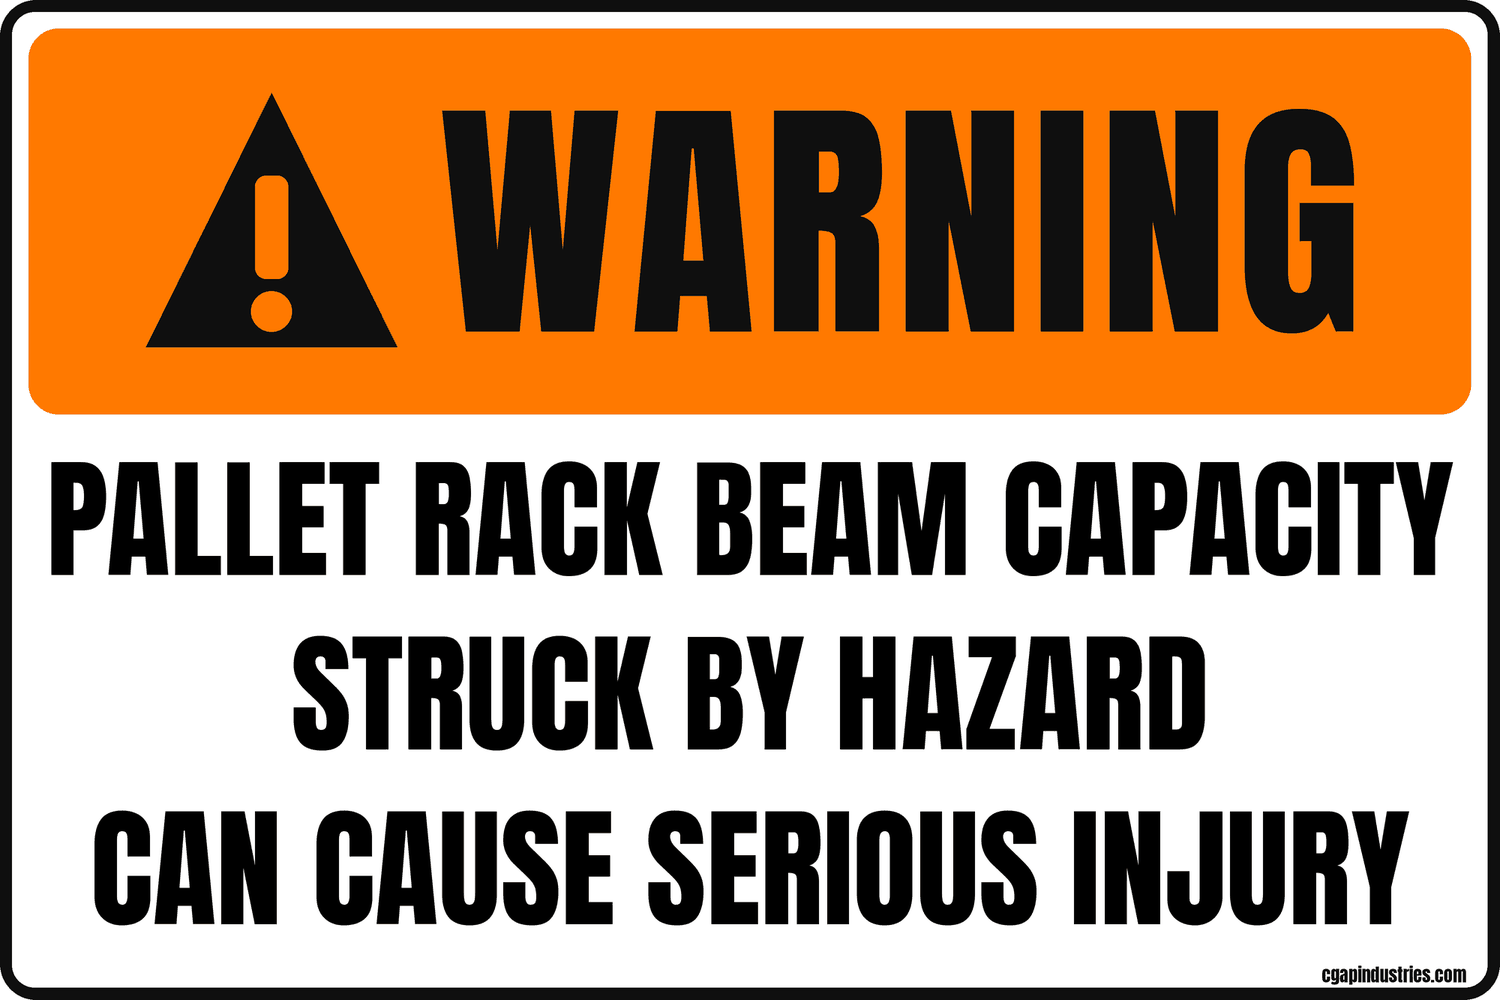 WARNING
PALLET RACK BEAM CAPACITY
STRUCK BY HAZARD
CAN CAUSE SERIOUS INJURY
cgapindustries.com